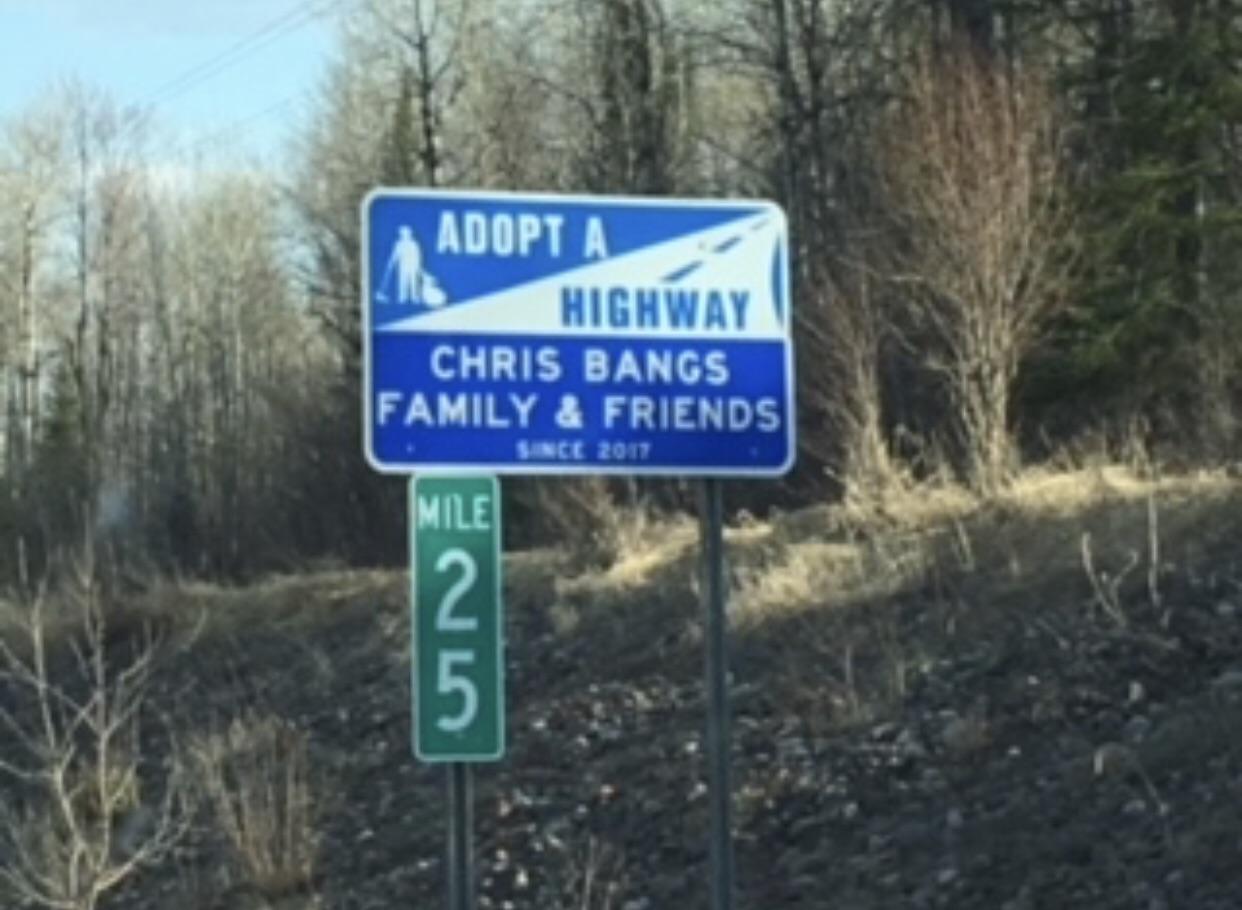 ADOPT A
HIGHWAY
CHRIS BANGS
FAMILY & FRIENDS
SINCE 2017
MILE
2
5